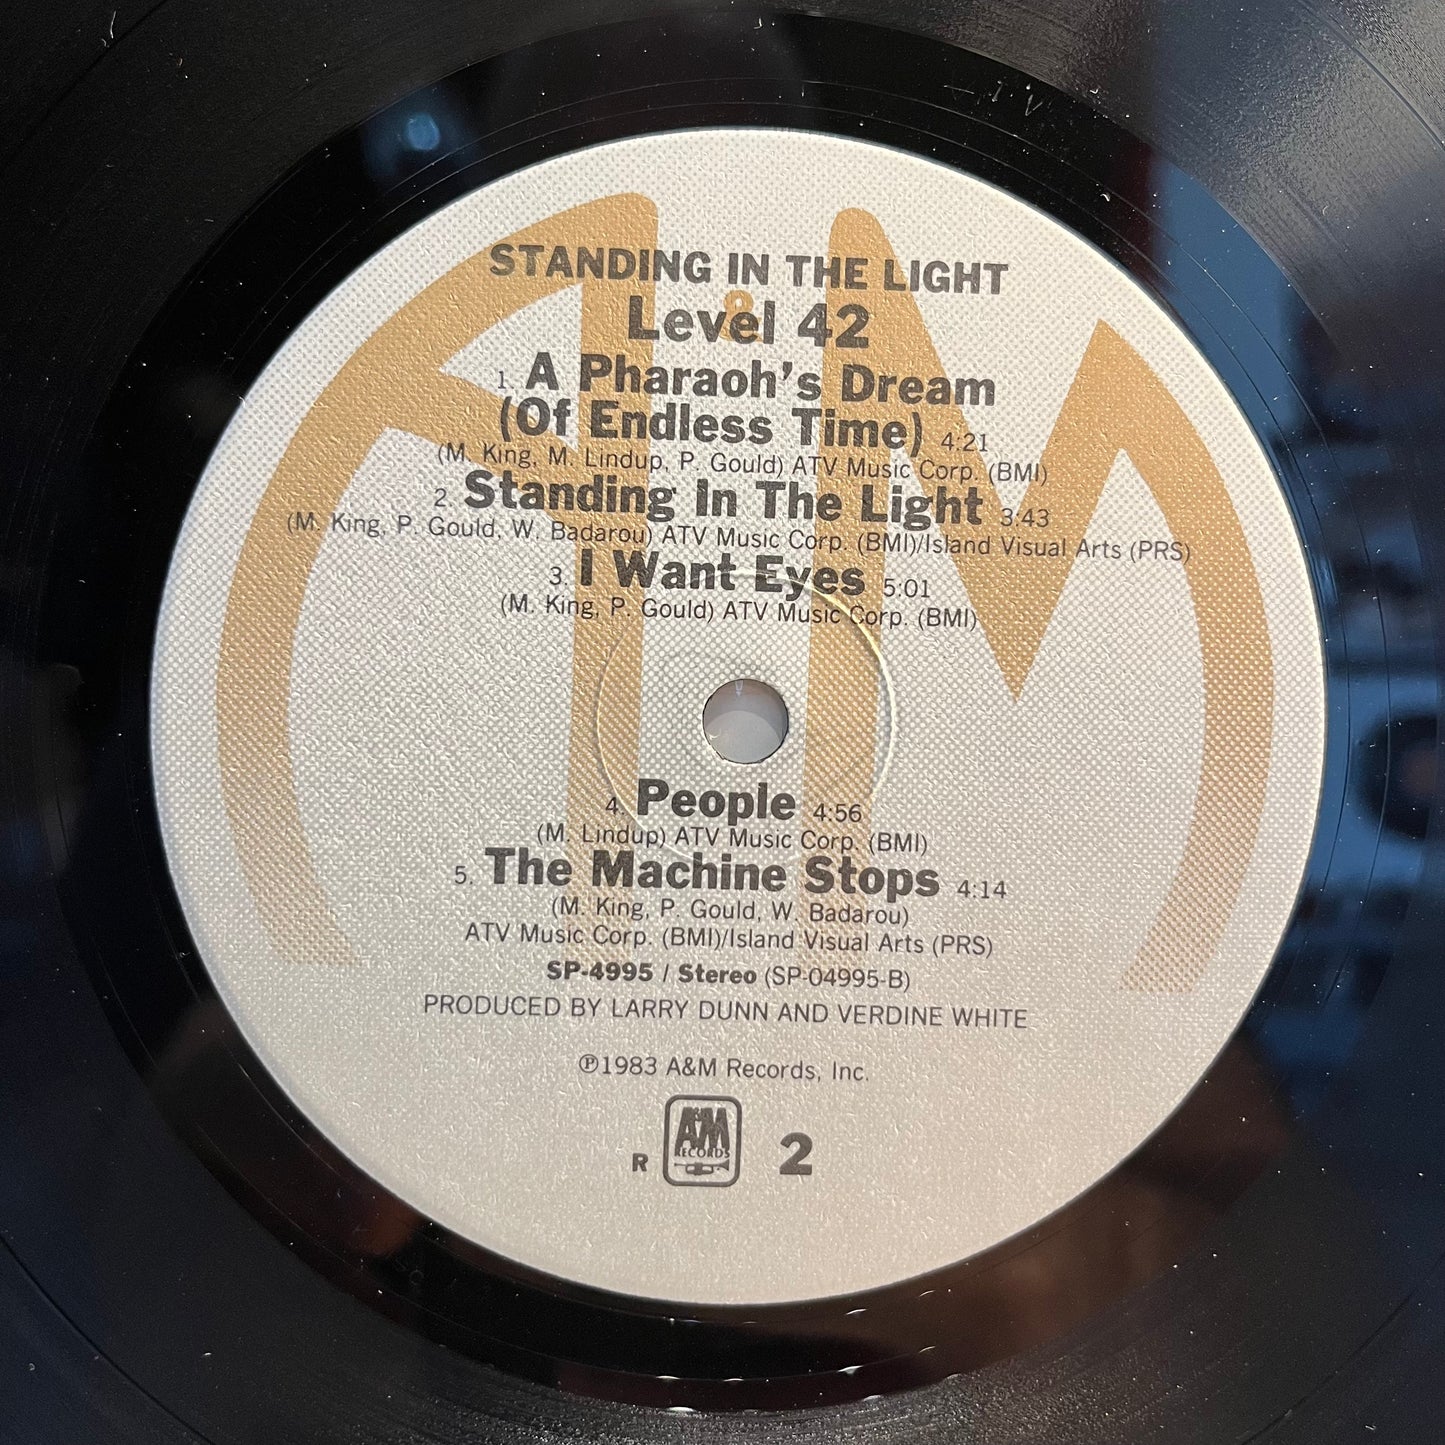 STANDING IN THE LIGHT
Level 42
1. A Pharaoh's Dream
(Of Endless Time) 4:21
(M. King, M. Lindup, P. Gould) ATV Music Corp. (BMI)
2. Standing In The Light 3:43
(M. King, P. Gould, W. Badarou) ATV Music Corp. (BMI)/Island Visual Arts (PRS)
3. I Want Eyes 5:01
(M. King, P. Gould) ATV Music Corp. (BMI)
4. People 4:56
(M. Lindup) ATV Music Corp. (BMI)
5. The Machine Stops 4:14
(M. King, P. Gould, W. Badarou)
ATV Music Corp. (BMI)/Island Visual Arts (PRS)
SP-4995 / Stereo (SP-04995-B)
PRODUCED BY LARRY DUNN AND VERDINE WHITE
℗1983 A&M Records, Inc.
R A&M RECORDS 2
A&M